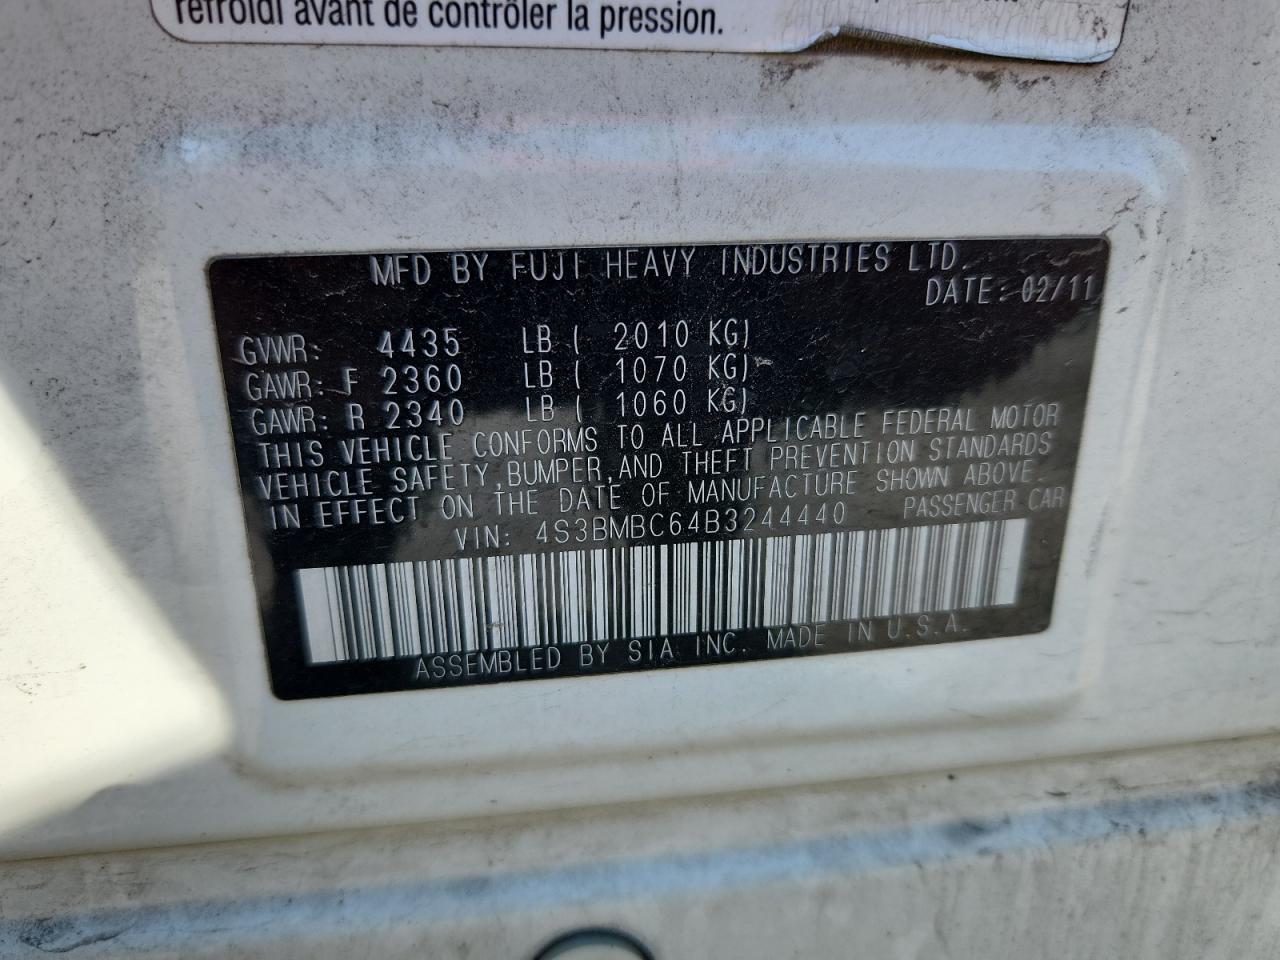 refroidi avant de contrôler la pression.
MFD BY FUJI HEAVY INDUSTRIES LTD.
DATE: 02/11
GVWR: 4435 LB ( 2010 KG)
GAWR: F 2360 LB ( 1070 KG)
GAWR: R 2340 LB ( 1060 KG)
THIS VEHICLE CONFORMS TO ALL APPLICABLE FEDERAL MOTOR
VEHICLE SAFETY, BUMPER, AND THEFT PREVENTION STANDARDS
IN EFFECT ON THE DATE OF MANUFACTURE SHOWN ABOVE.
VIN: 4S3BMBC64B3244440 PASSENGER CAR
ASSEMBLED BY SIA INC. MADE IN U.S.A.